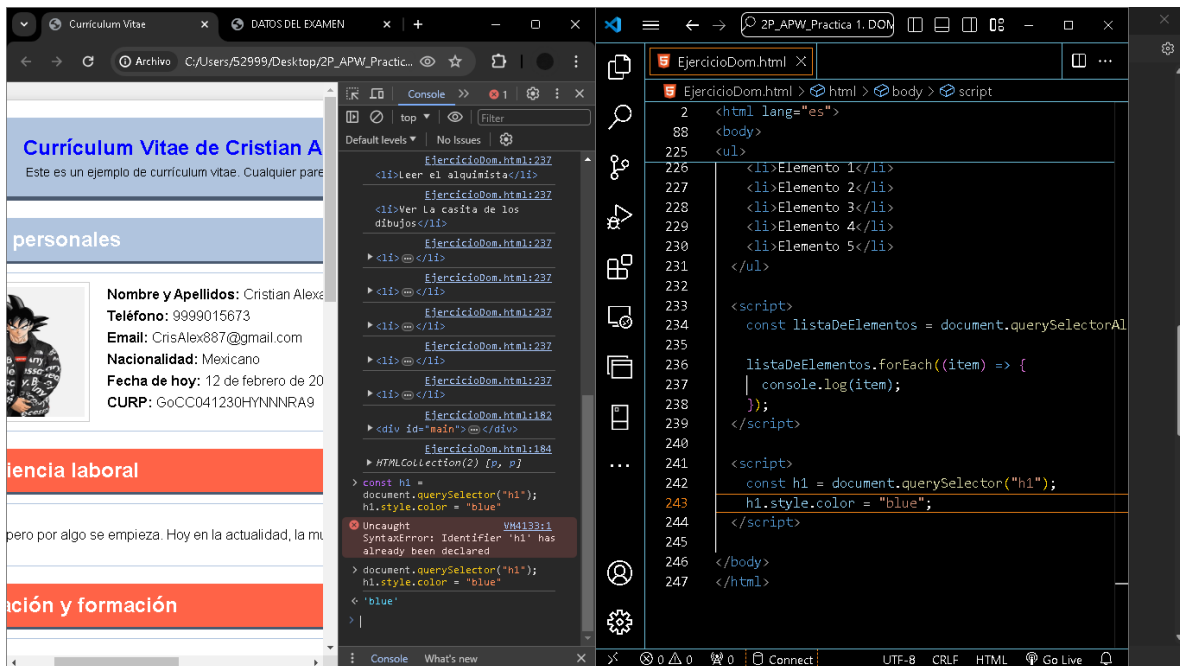 Currículum Vitae
DATOS DEL EXAMEN
Archivo
C:/Users/52999/Desktop/2P_APW_Practic...
Currículum Vitae de Cristian A
Este es un ejemplo de currículum vitae. Cualquier pare
personales
Nombre y Apellidos: Cristian Alexa
Teléfono: 9999015673
Email: CrisAlex887@gmail.com
Nacionalidad: Mexicano
Fecha de hoy: 12 de febrero de 20
CURP: GoCC041230HYNNNRA9
iencia laboral
pero por algo se empieza. Hoy en la actualidad, la mu
ación y formación
Console
1
top
Filter
Default levels
No Issues
EjercicioDom.html:237
<li>Leer el alquimista</li>
EjercicioDom.html:237
<li>Ver La casita de los
dibujos</li>
EjercicioDom.html:237
<li>…</li>
EjercicioDom.html:237
<li>…</li>
EjercicioDom.html:237
<li>…</li>
EjercicioDom.html:237
<li>…</li>
EjercicioDom.html:237
<li>…</li>
EjercicioDom.html:182
<div id="main">…</div>
EjercicioDom.html:184
HTMLCollection(2) [p, p]
const h1 =
document.querySelector("h1");
h1.style.color = "blue"
Uncaught VM4133:1
SyntaxError: Identifier 'h1' has
already been declared
document.querySelector("h1");
h1.style.color = "blue"
'blue'
Console
What's new
2P_APW_Practica 1. DOM
EjercicioDom.html
EjercicioDom.html > html > body > script
2 <html lang="es">
88 <body>
225 <ul>
226 <li>Elemento 1</li>
227 <li>Elemento 2</li>
228 <li>Elemento 3</li>
229 <li>Elemento 4</li>
230 <li>Elemento 5</li>
231 </ul>
232
233 <script>
234 const listaDeElementos = document.querySelectorAl
235
236 listaDeElementos.forEach((item) => {
237 console.log(item);
238 });
239 </script>
240
241 <script>
242 const h1 = document.querySelector("h1");
243 h1.style.color = "blue";
244 </script>
245
246 </body>
247 </html>
0 0
0
Connect
UTF-8
CRLF
HTML
Go Live